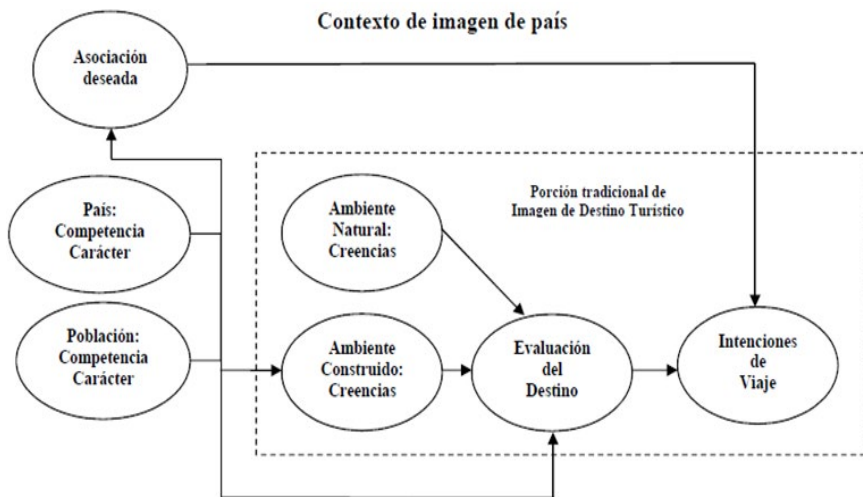 Contexto de imagen de país
Asociación
deseada
Porción tradicional de
Imagen de Destino Turístico
País:
Competencia
Carácter
Ambiente
Natural:
Creencias
Población:
Competencia
Carácter
Ambiente
Construido:
Creencias
Evaluación
del
Destino
Intenciones
de
Viaje